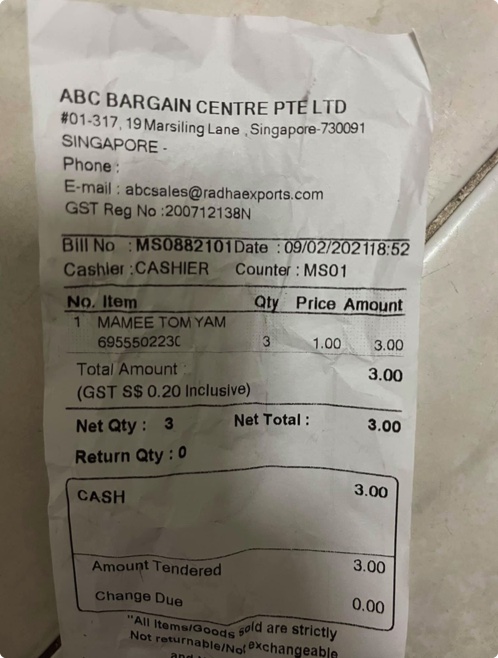 ABC BARGAIN CENTRE PTE LTD
#01-317, 19 Marsiling Lane , Singapore-730091
SINGAPORE -
Phone :
E-mail : abcsales@radhaexports.com
GST Reg No :200712138N
Bill No : MS0882101 Date : 09/02/202118:52
Cashier :CASHIER Counter : MS01
No. Item Qty Price Amount
1 MAMEE TOM YAM
695550223C 3 1.00 3.00
Total Amount : 3.00
(GST S$ 0.20 Inclusive)
Net Qty : 3 Net Total : 3.00
Return Qty : 0
CASH 3.00
Amount Tendered 3.00
Change Due 0.00
"All Items/Goods sold are strictly
Not returnable/Not exchangeable
and